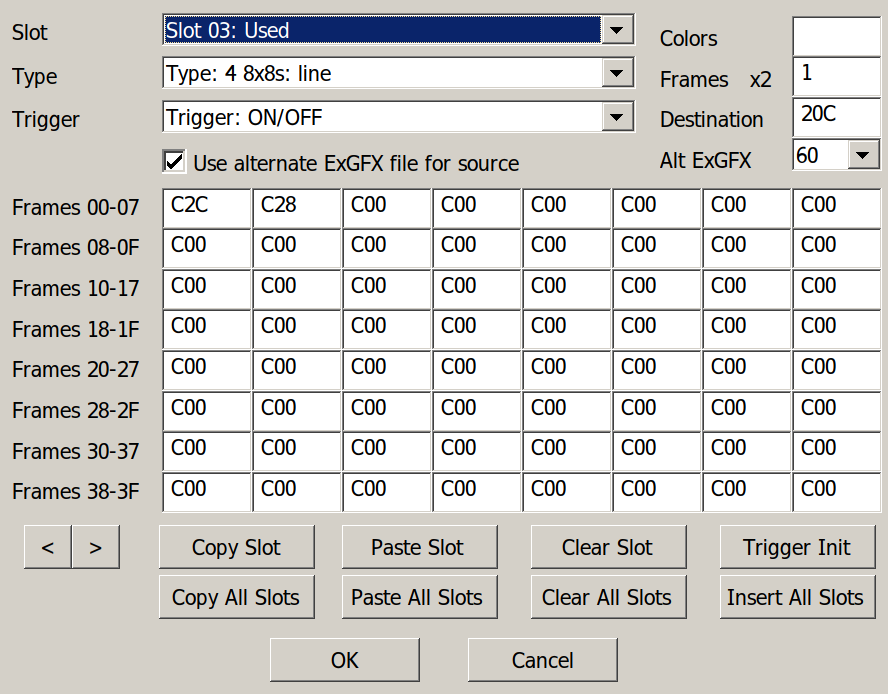 Slot Slot 03: Used Colors
Type Type: 4 8x8s: line Frames x2 1
Trigger Trigger: ON/OFF Destination 20C
Use alternate ExGFX file for source Alt ExGFX 60
Frames 00-07 C2C C28 C00 C00 C00 C00 C00 C00
Frames 08-0F C00 C00 C00 C00 C00 C00 C00 C00
Frames 10-17 C00 C00 C00 C00 C00 C00 C00 C00
Frames 18-1F C00 C00 C00 C00 C00 C00 C00 C00
Frames 20-27 C00 C00 C00 C00 C00 C00 C00 C00
Frames 28-2F C00 C00 C00 C00 C00 C00 C00 C00
Frames 30-37 C00 C00 C00 C00 C00 C00 C00 C00
Frames 38-3F C00 C00 C00 C00 C00 C00 C00 C00
< > Copy Slot Paste Slot Clear Slot Trigger Init
Copy All Slots Paste All Slots Clear All Slots Insert All Slots
OK Cancel